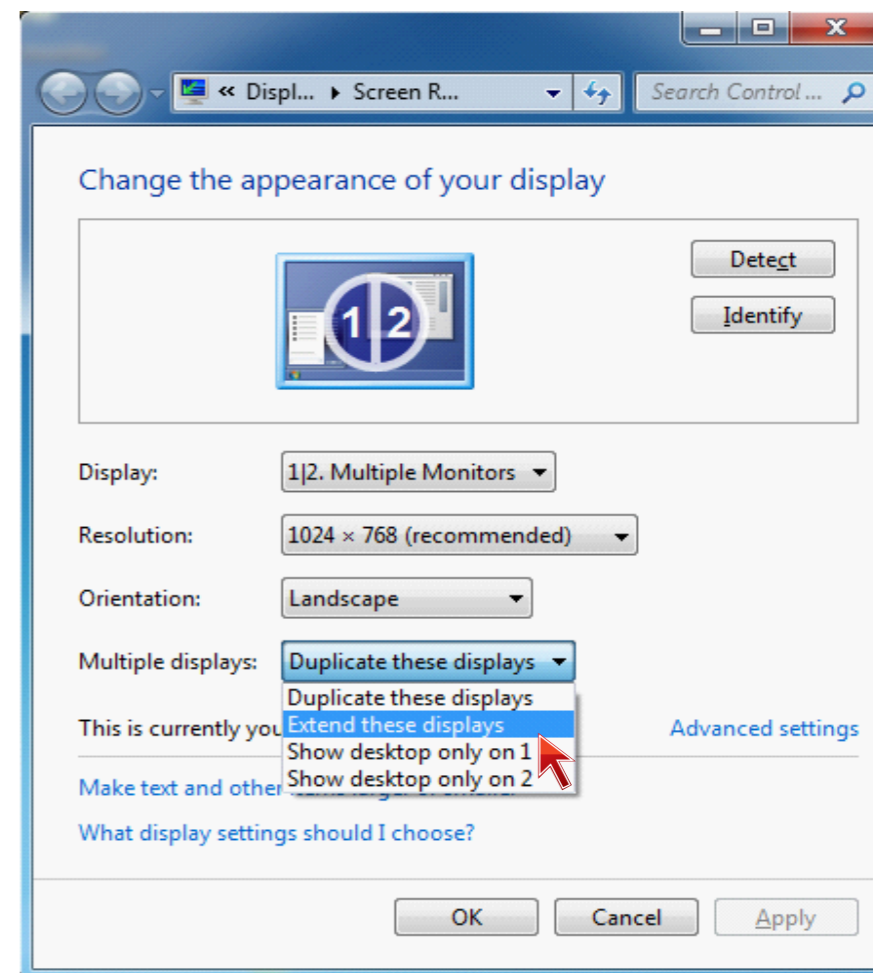 « Displ... ▸ Screen R...
Search Control ...
Change the appearance of your display
1 2
Detect
Identify
Display: 1|2. Multiple Monitors
Resolution: 1024 × 768 (recommended)
Orientation: Landscape
Multiple displays: Duplicate these displays
Duplicate these displays
This is currently you
Extend these displays
Advanced settings
Show desktop only on 1
Make text and othe
Show desktop only on 2
What display settings should I choose?
OK Cancel Apply